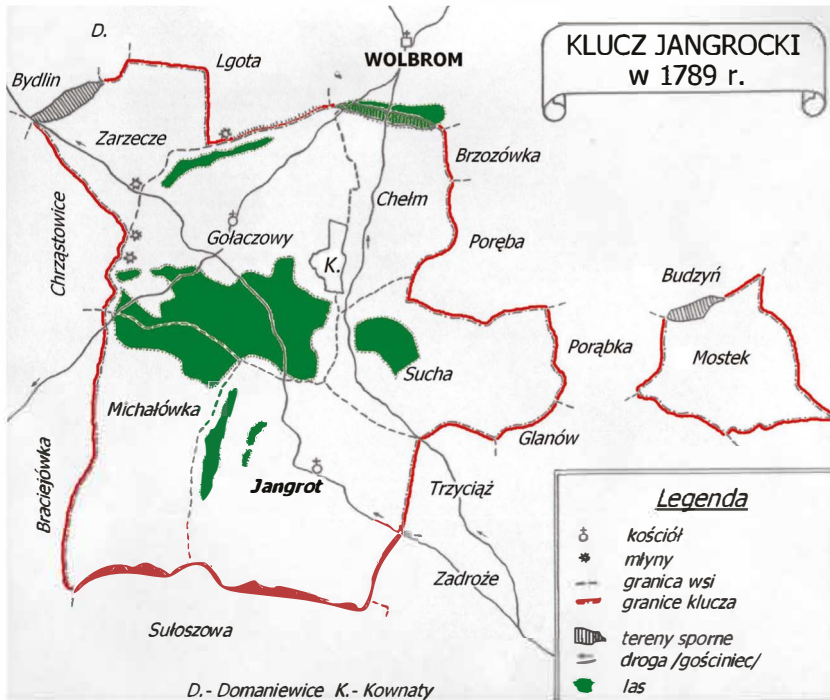 KLUCZ JANGROCKI
w 1789 r.
D.
Lgota
WOLBROM
Bydlin
Zarzecze
Brzozówka
Chełm
Chrząstowice
Gołaczowy
K.
Poręba
Budzyń
Porąbka
Mostek
Sucha
Michałówka
Glanów
Braciejówka
Jangrot
Trzyciąż
Zadroże
Sułoszowa
Legenda
kościół
młyny
granica wsi
granice klucza
tereny sporne
droga /gościniec/
las
D.- Domaniewice K.- Kownaty